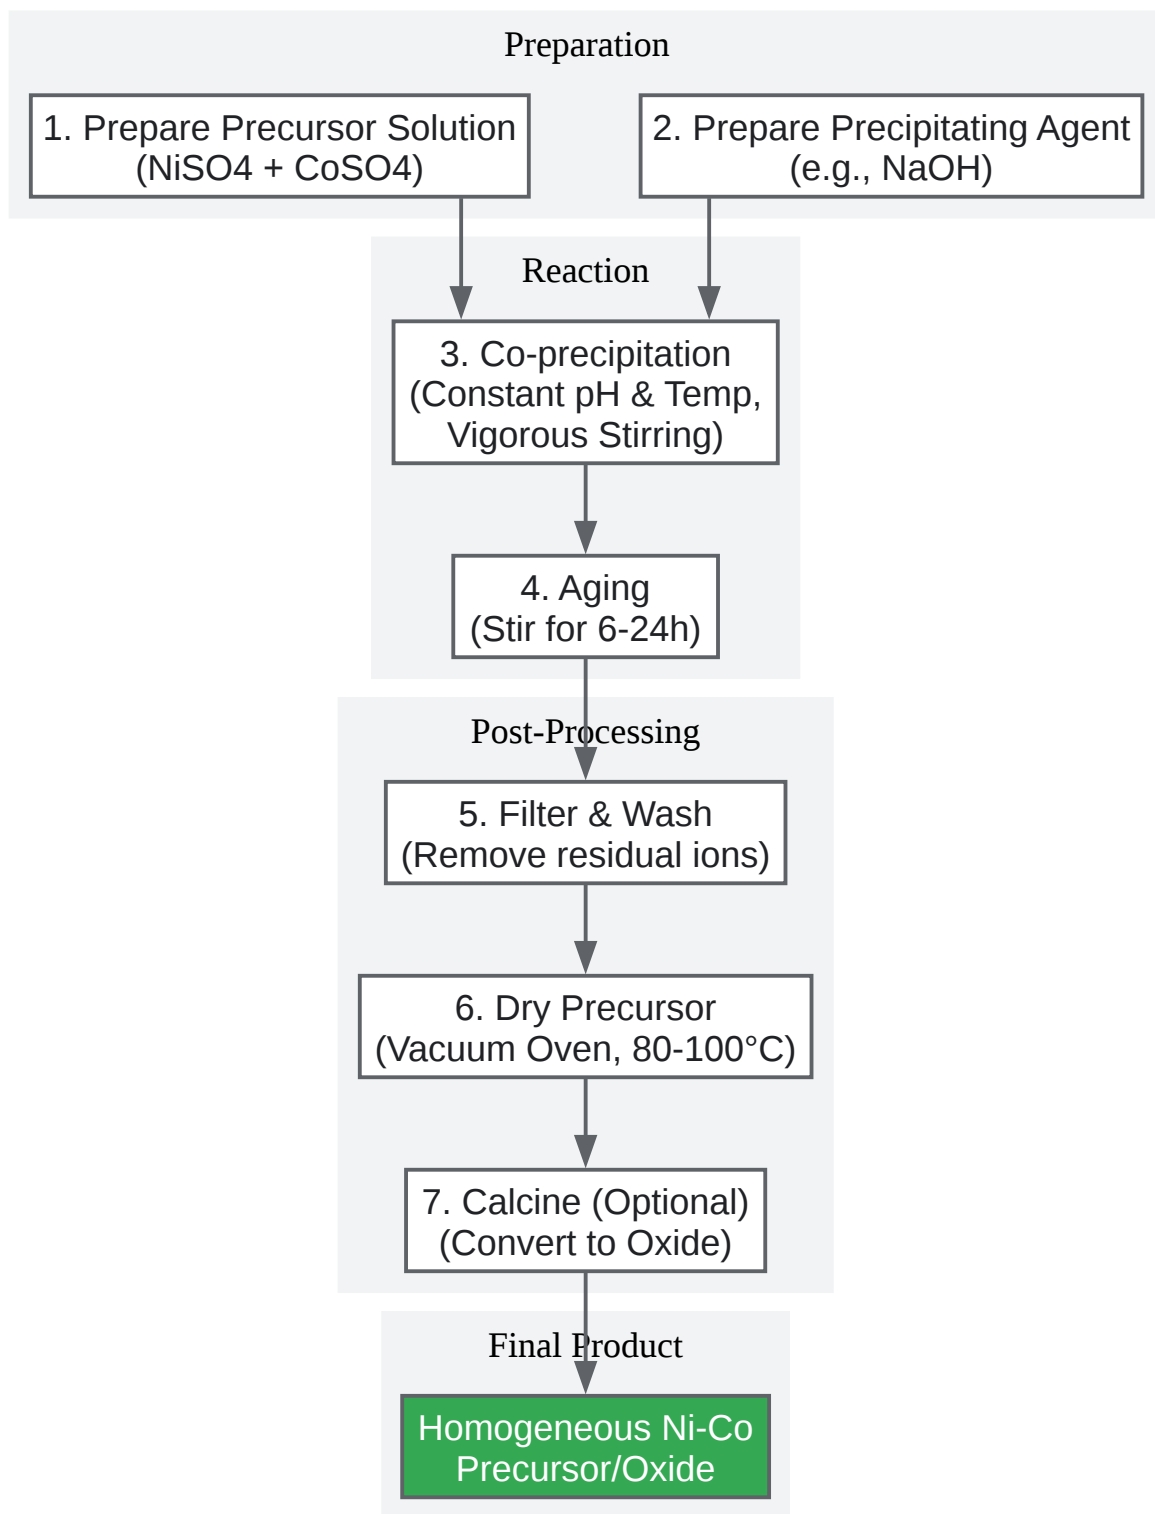 Preparation
1. Prepare Precursor Solution
(NiSO4 + CoSO4)
2. Prepare Precipitating Agent
(e.g., NaOH)
Reaction
3. Co-precipitation
(Constant pH & Temp,
Vigorous Stirring)
4. Aging
(Stir for 6-24h)
Post-Processing
5. Filter & Wash
(Remove residual ions)
6. Dry Precursor
(Vacuum Oven, 80-100°C)
7. Calcine (Optional)
(Convert to Oxide)
Final Product
Homogeneous Ni-Co
Precursor/Oxide